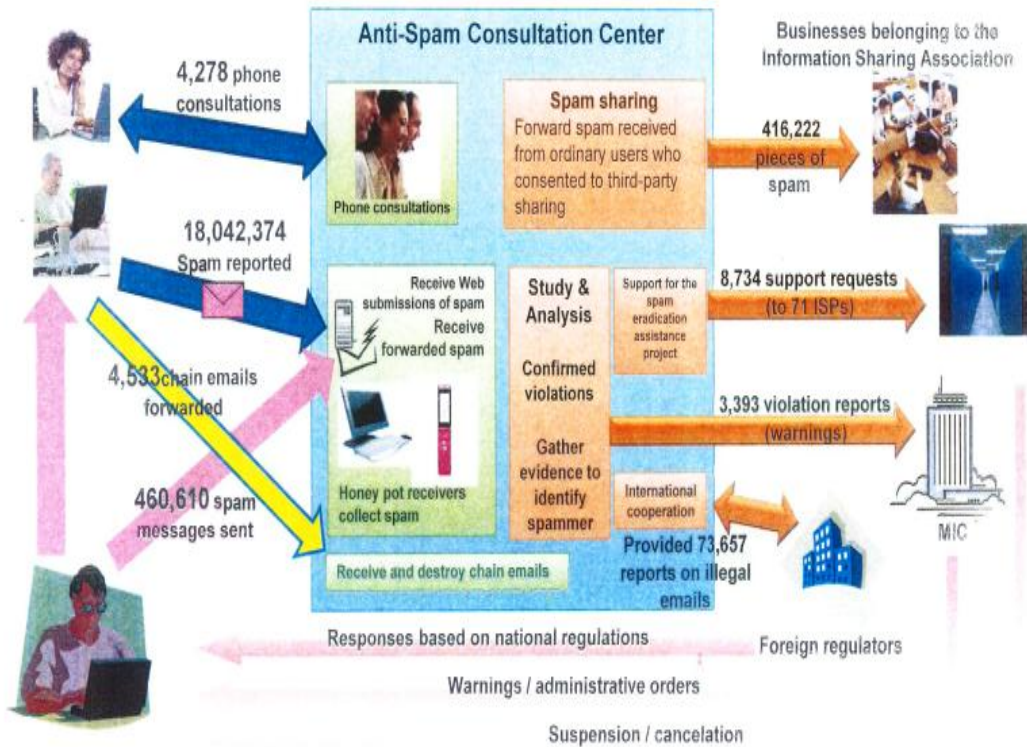 Anti-Spam Consultation Center
Businesses belonging to the
Information Sharing Association
4,278 phone
consultations
Phone consultations
Spam sharing
Forward spam received
from ordinary users who
consented to third-party
sharing
416,222
pieces of
spam
18,042,374
Spam reported
Receive Web
submissions of spam
Receive
forwarded spam
Study &
Analysis
Confirmed
violations
Gather
evidence to
identify
spammer
Support for the
spam
eradication
assistance
project
8,734 support requests
(to 71 ISPs)
4,533chain emails
forwarded
3,393 violation reports
(warnings)
460,610 spam
messages sent
Honey pot receivers
collect spam
International
cooperation
MIC
Provided 73,657
reports on illegal
emails
Receive and destroy chain emails
Responses based on national regulations
Foreign regulators
Warnings / administrative orders
Suspension / cancelation